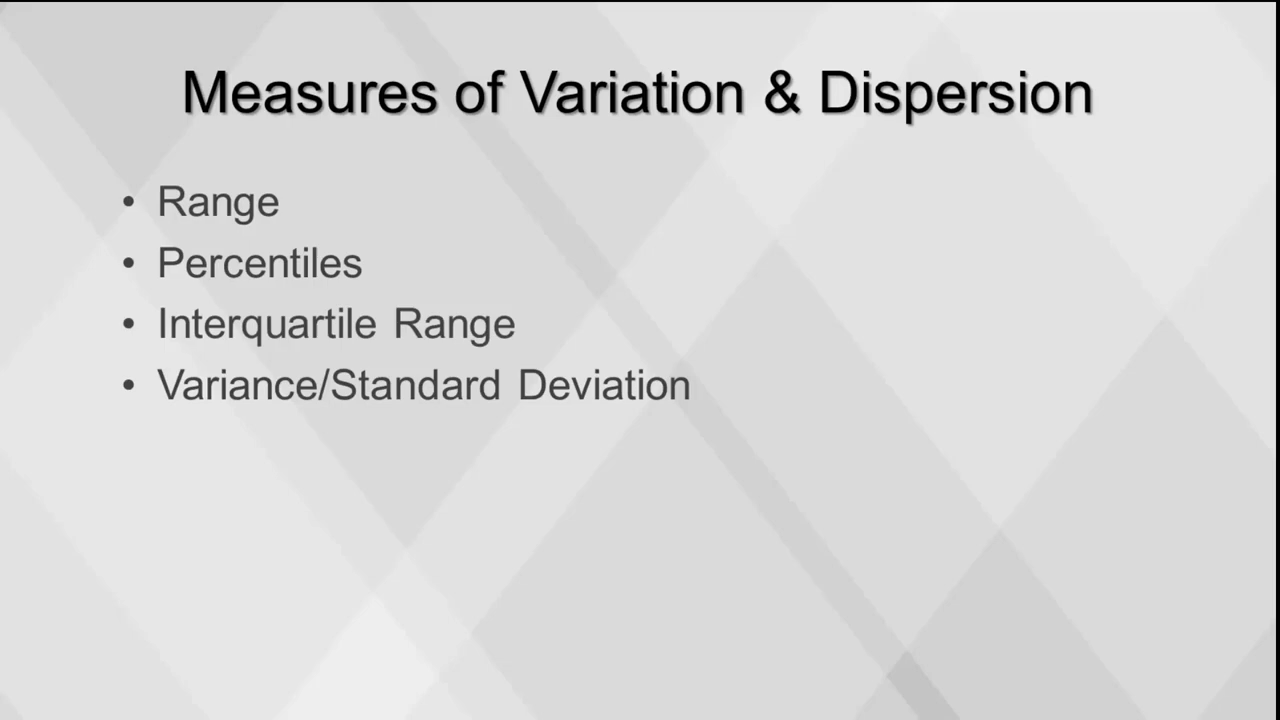 Measures of Variation & Dispersion
• Range
• Percentiles
• Interquartile Range
• Variance/Standard Deviation